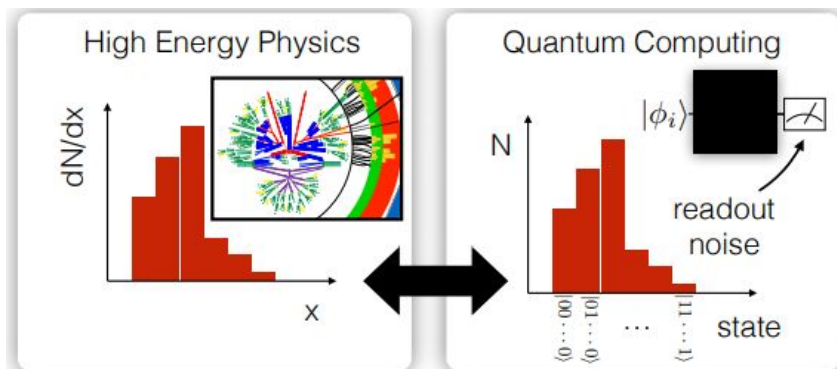 High Energy Physics
dN/dx
x
Quantum Computing
|ϕᵢ⟩
N
readout
noise
|00⋯0⟩
|01⋯0⟩
⋯
|11⋯1⟩
state